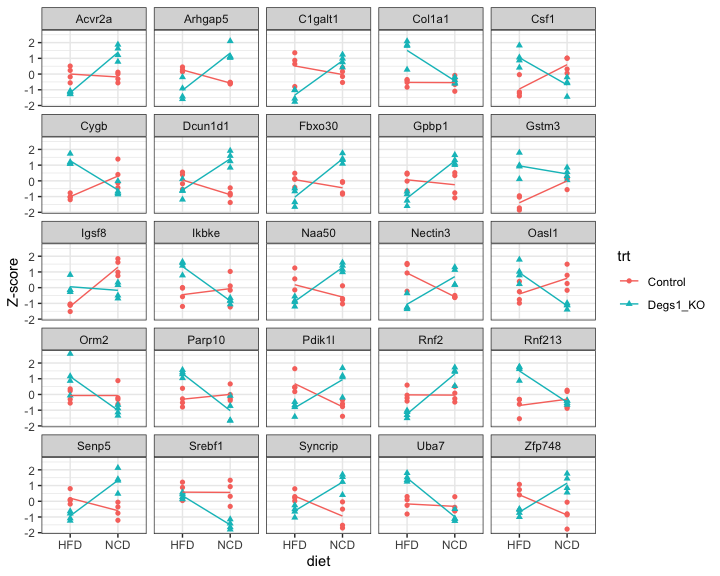 Acvr2a Arhgap5 C1galt1 Col1a1 Csf1
2
1
0
-1
-2
Cygb Dcun1d1 Fbxo30 Gpbp1 Gstm3
2
1
0
-1
-2
Igsf8 Ikbke Naa50 Nectin3 Oasl1
2
1
0
-1
-2
Orm2 Parp10 Pdik1l Rnf2 Rnf213
2
1
0
-1
-2
Senp5 Srebf1 Syncrip Uba7 Zfp748
2
1
0
-1
-2
HFD NCD HFD NCD HFD NCD HFD NCD HFD NCD
diet
Z-score
trt
Control
Degs1_KO